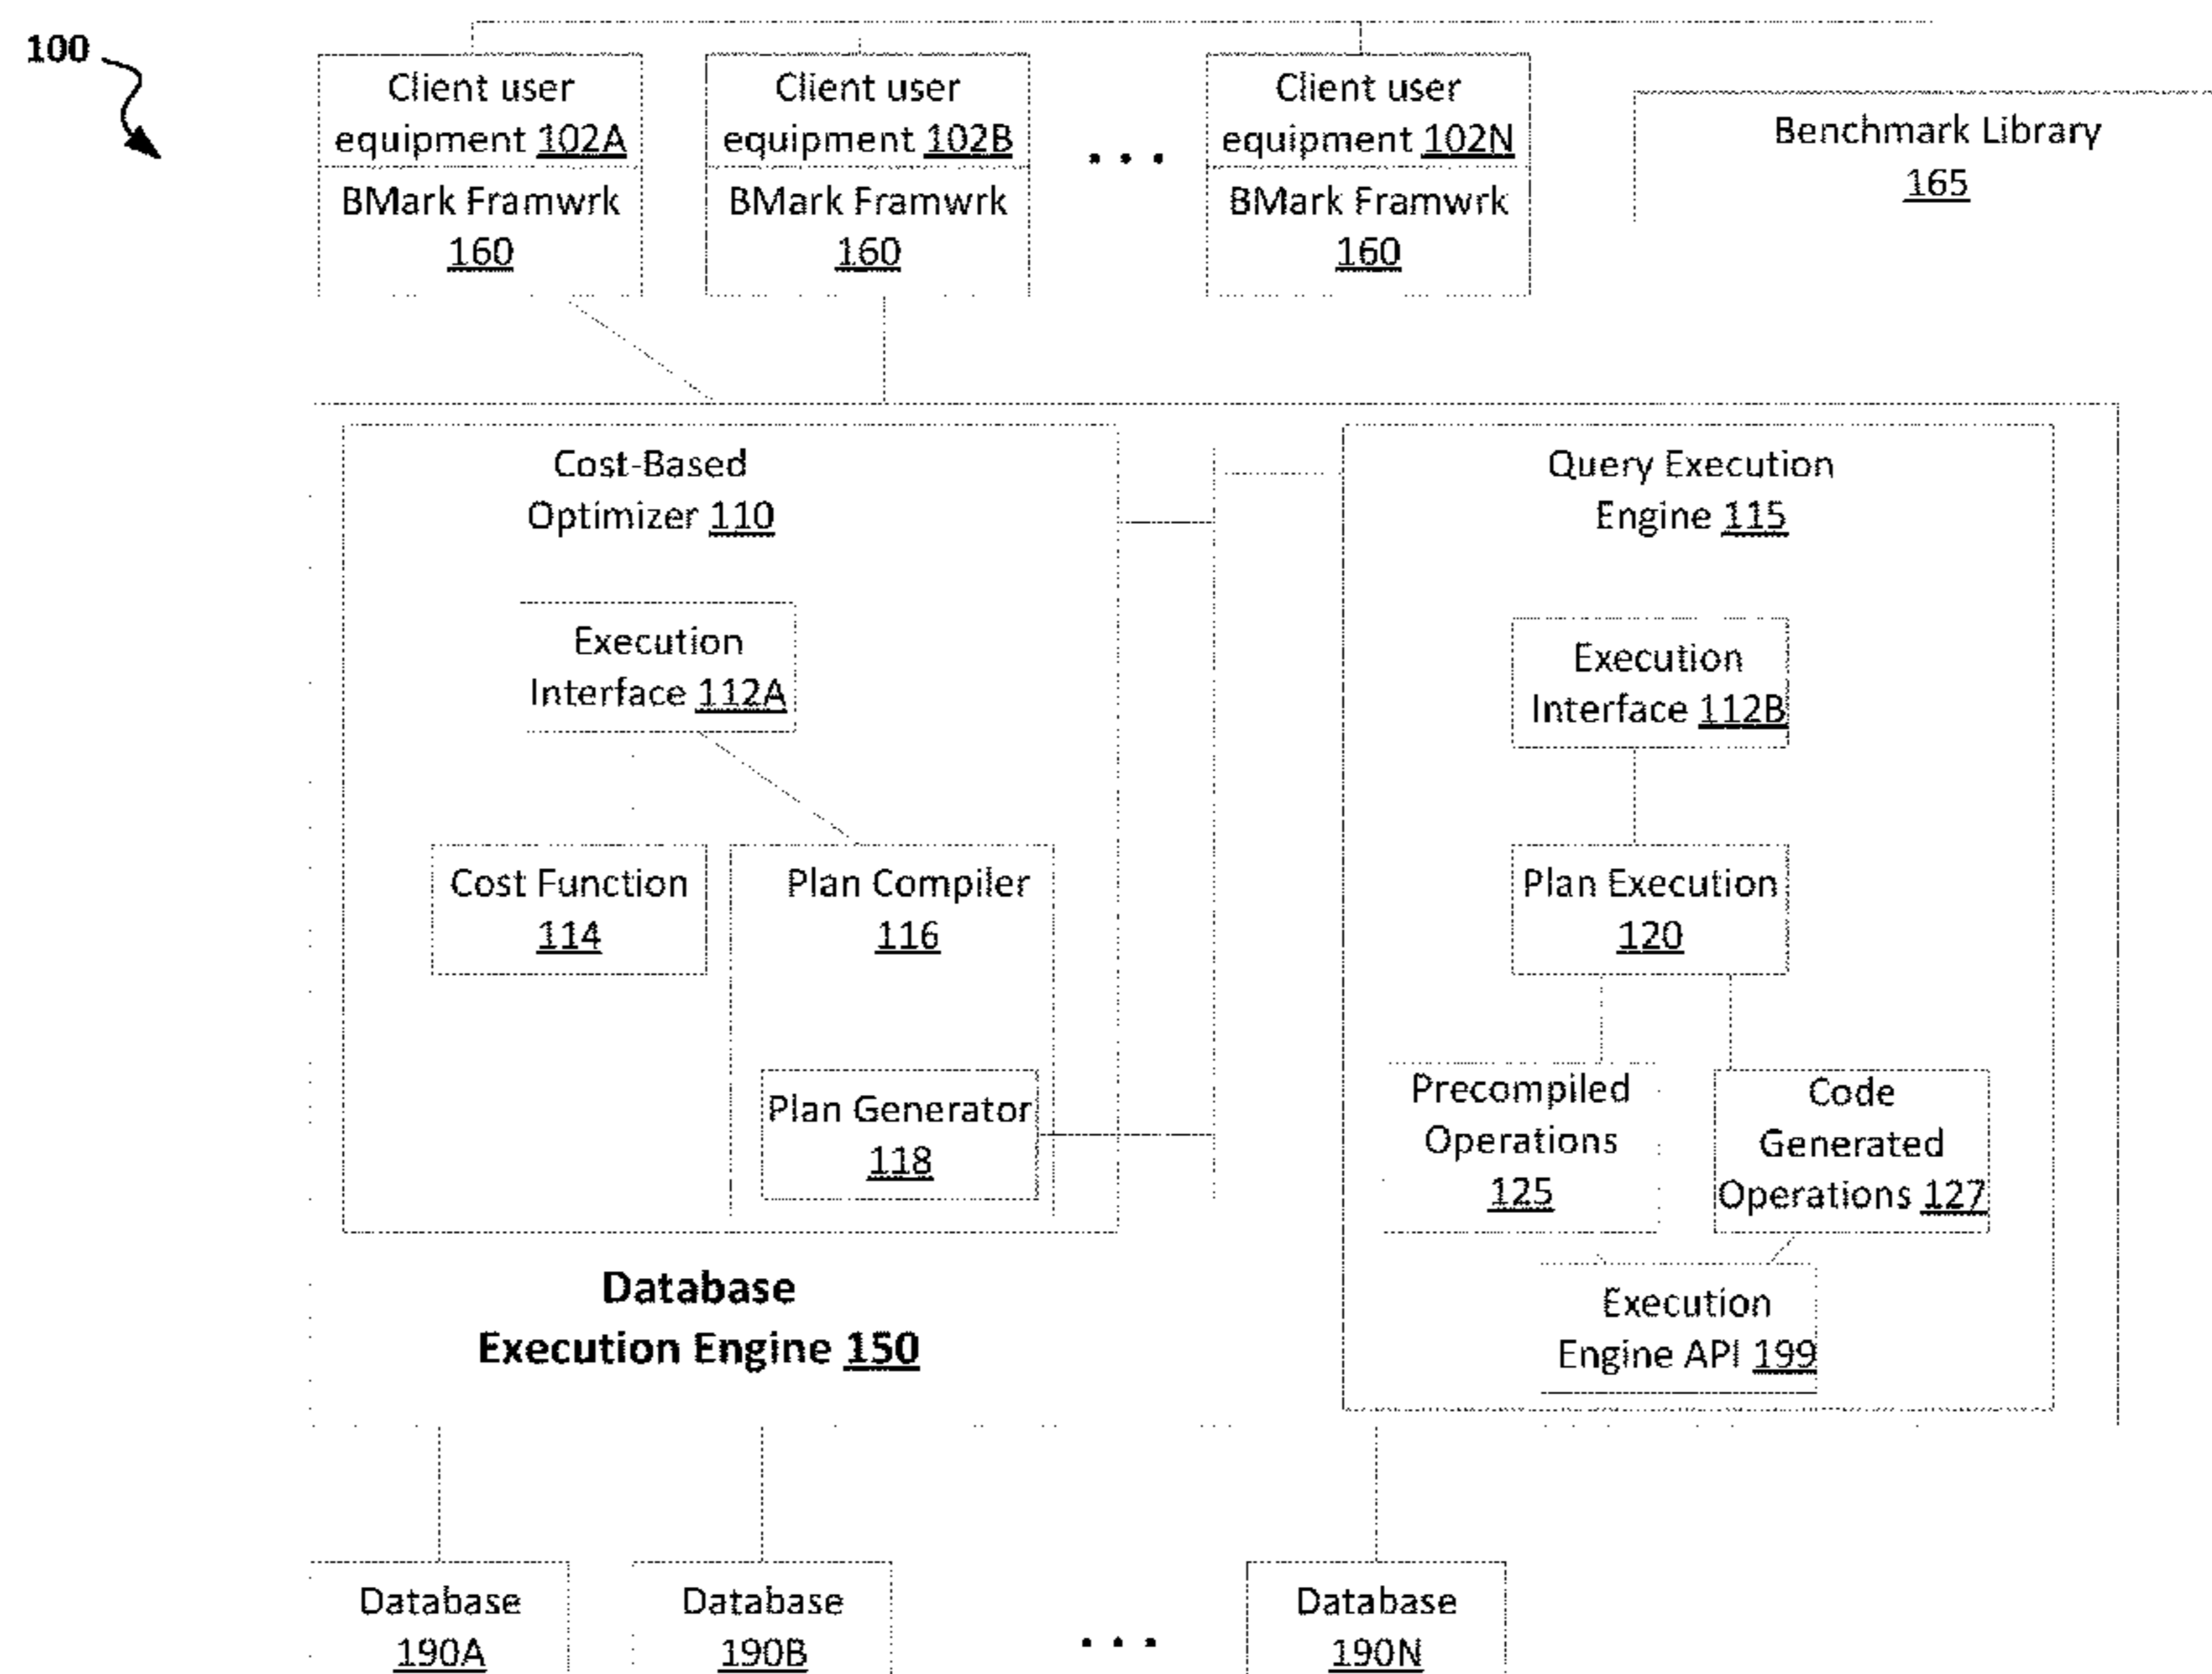 100
Client user
equipment 102A
BMark Framwrk
160
Client user
equipment 102B
BMark Framwrk
160
...
Client user
equipment 102N
BMark Framwrk
160
Benchmark Library
165
Cost-Based
Optimizer 110
Execution
Interface 112A
Cost Function
114
Plan Compiler
116
Plan Generator
118
Query Execution
Engine 115
Execution
Interface 112B
Plan Execution
120
Precompiled
Operations
125
Code
Generated
Operations 127
Execution
Engine API 199
Database
Execution Engine 150
Database
190A
Database
190B
...
Database
190N